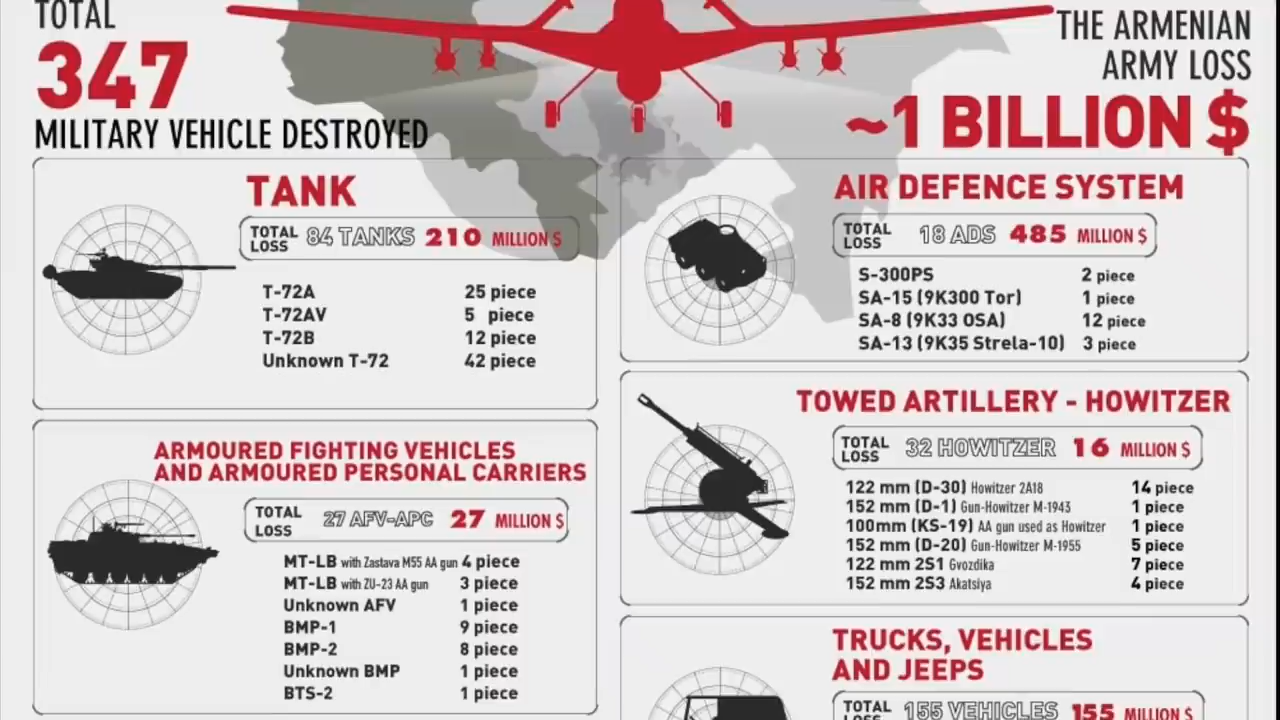 TOTAL
347
MILITARY VEHICLE DESTROYED
THE ARMENIAN
ARMY LOSS
~1 BILLION $
TANK
TOTAL LOSS 84 TANKS 210 MILLION $
T-72A 25 piece
T-72AV 5 piece
T-72B 12 piece
Unknown T-72 42 piece
ARMOURED FIGHTING VEHICLES
AND ARMOURED PERSONAL CARRIERS
TOTAL LOSS 27 AFV-APC 27 MILLION $
MT-LB with Zastava M55 AA gun 4 piece
MT-LB with ZU-23 AA gun 3 piece
Unknown AFV 1 piece
BMP-1 9 piece
BMP-2 8 piece
Unknown BMP 1 piece
BTS-2 1 piece
AIR DEFENCE SYSTEM
TOTAL LOSS 18 ADS 485 MILLION $
S-300PS 2 piece
SA-15 (9K300 Tor) 1 piece
SA-8 (9K33 OSA) 12 piece
SA-13 (9K35 Strela-10) 3 piece
TOWED ARTILLERY - HOWITZER
TOTAL LOSS 32 HOWITZER 16 MILLION $
122 mm (D-30) Howitzer 2A18 14 piece
152 mm (D-1) Gun-Howitzer M-1943 1 piece
100mm (KS-19) AA gun used as Howitzer 1 piece
152 mm (D-20) Gun-Howitzer M-1955 5 piece
122 mm 2S1 Gvozdika 7 piece
152 mm 2S3 Akatsiya 4 piece
TRUCKS, VEHICLES
AND JEEPS
TOTAL LOSS 155 VEHICLES 155 MILLION $